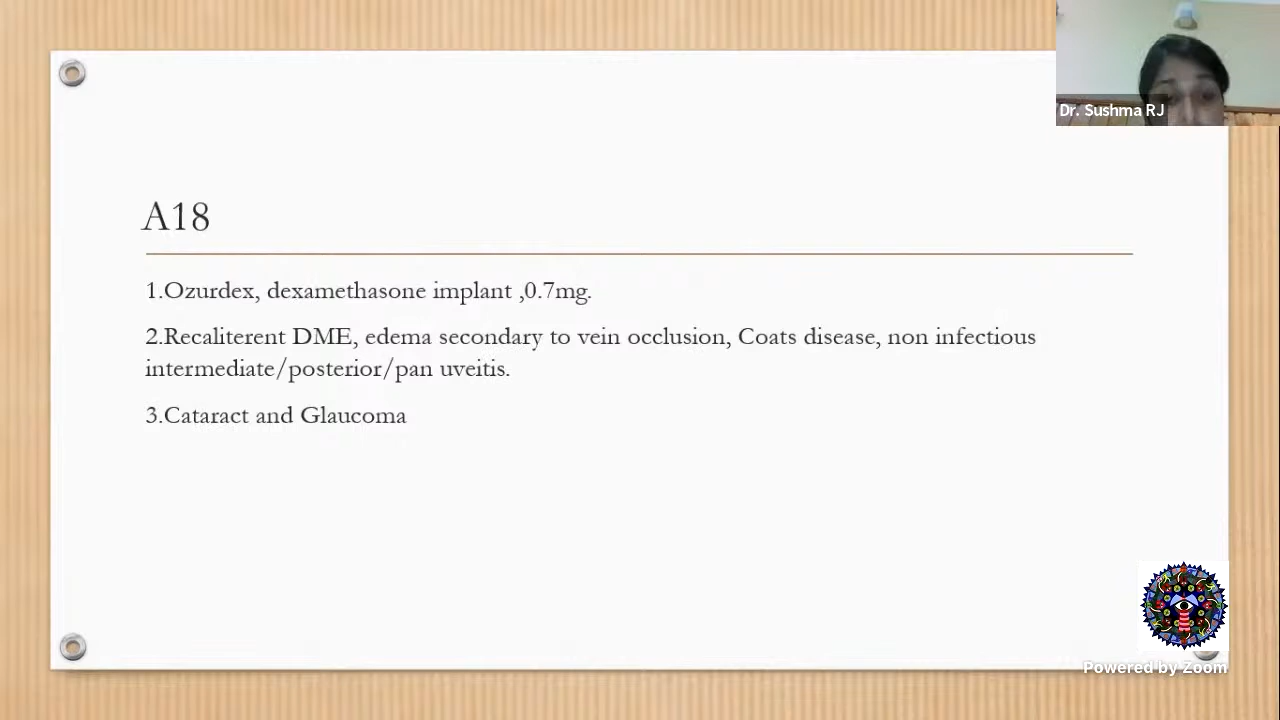 Dr. Sushma RJ
A18
1.Ozurdex, dexamethasone implant ,0.7mg.
2.Recaliterent DME, edema secondary to vein occlusion, Coats disease, non infectious
intermediate/posterior/pan uveitis.
3.Cataract and Glaucoma
Powered by Zoom